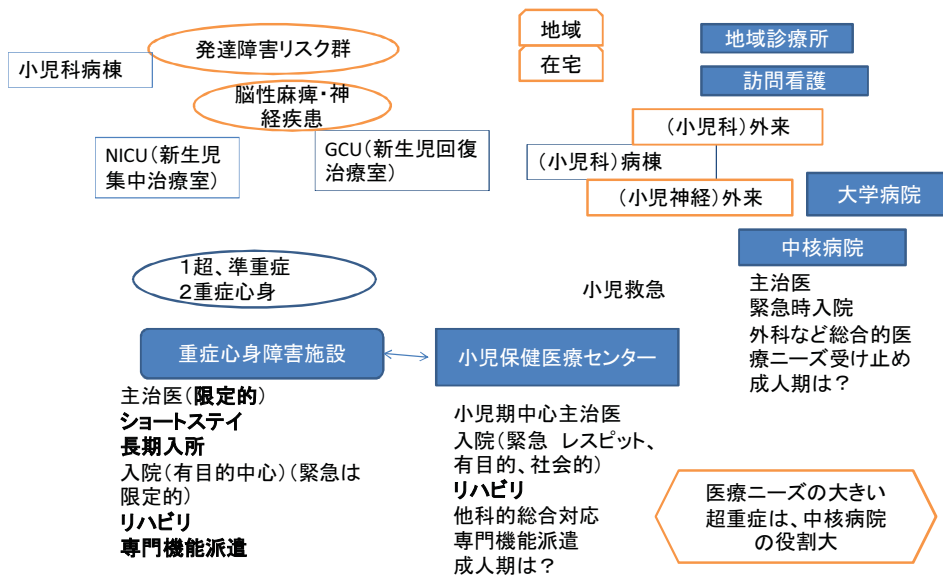 発達障害リスク群
小児科病棟
脳性麻痺・神
経疾患
NICU(新生児
集中治療室)
GCU(新生児回復
治療室)
地域
在宅
地域診療所
訪問看護
(小児科)外来
(小児科)病棟
(小児神経)外来
大学病院
中核病院
主治医
緊急時入院
外科など総合的医
療ニーズ受け止め
成人期は?
1超、準重症
2重症心身
小児救急
重症心身障害施設
主治医(限定的)
ショートステイ
長期入所
入院(有目的中心)(緊急は
限定的)
リハビリ
専門機能派遣
小児保健医療センター
小児期中心主治医
入院(緊急 レスピット、
有目的、社会的)
リハビリ
他科的総合対応
専門機能派遣
成人期は?
医療ニーズの大きい
超重症は、中核病院
の役割大